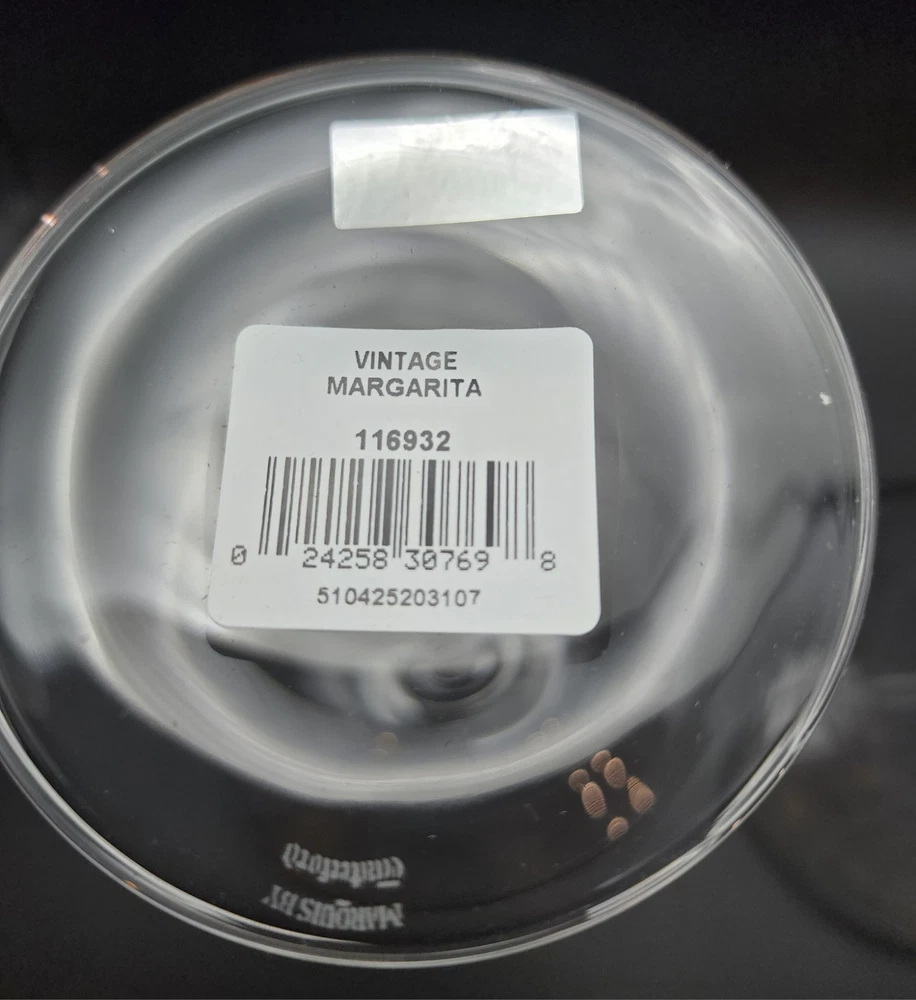 VINTAGE
MARGARITA
116932
0 24258 30769 8
510425203107
MARQUIS BY
Waterford